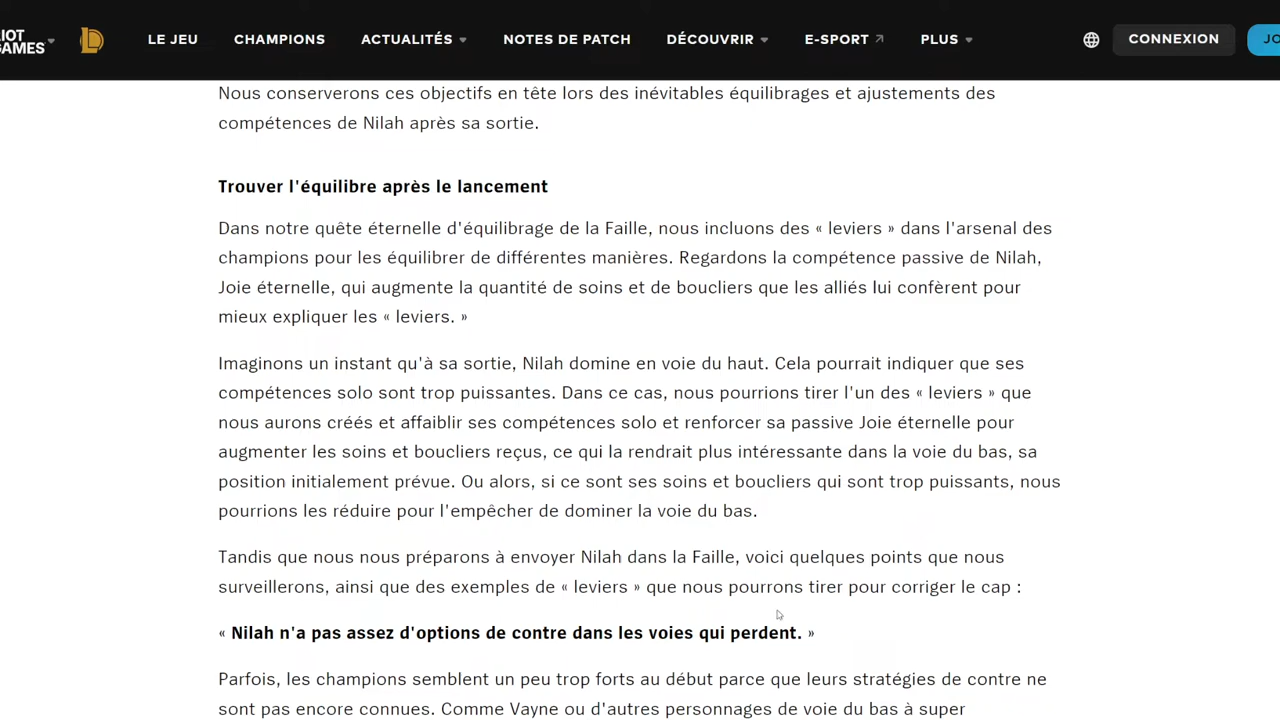 IOT
GAMES
LE JEU
CHAMPIONS
ACTUALITÉS
NOTES DE PATCH
DÉCOUVRIR
E-SPORT
PLUS
CONNEXION
JO
Nous conserverons ces objectifs en tête lors des inévitables équilibrages et ajustements des
compétences de Nilah après sa sortie.
Trouver l'équilibre après le lancement
Dans notre quête éternelle d'équilibrage de la Faille, nous incluons des « leviers » dans l'arsenal des
champions pour les équilibrer de différentes manières. Regardons la compétence passive de Nilah,
Joie éternelle, qui augmente la quantité de soins et de boucliers que les alliés lui confèrent pour
mieux expliquer les « leviers. »
Imaginons un instant qu'à sa sortie, Nilah domine en voie du haut. Cela pourrait indiquer que ses
compétences solo sont trop puissantes. Dans ce cas, nous pourrions tirer l'un des « leviers » que
nous aurons créés et affaiblir ses compétences solo et renforcer sa passive Joie éternelle pour
augmenter les soins et boucliers reçus, ce qui la rendrait plus intéressante dans la voie du bas, sa
position initialement prévue. Ou alors, si ce sont ses soins et boucliers qui sont trop puissants, nous
pourrions les réduire pour l'empêcher de dominer la voie du bas.
Tandis que nous nous préparons à envoyer Nilah dans la Faille, voici quelques points que nous
surveillerons, ainsi que des exemples de « leviers » que nous pourrons tirer pour corriger le cap :
« Nilah n'a pas assez d'options de contre dans les voies qui perdent. »
Parfois, les champions semblent un peu trop forts au début parce que leurs stratégies de contre ne
sont pas encore connues. Comme Vayne ou d'autres personnages de voie du bas à super